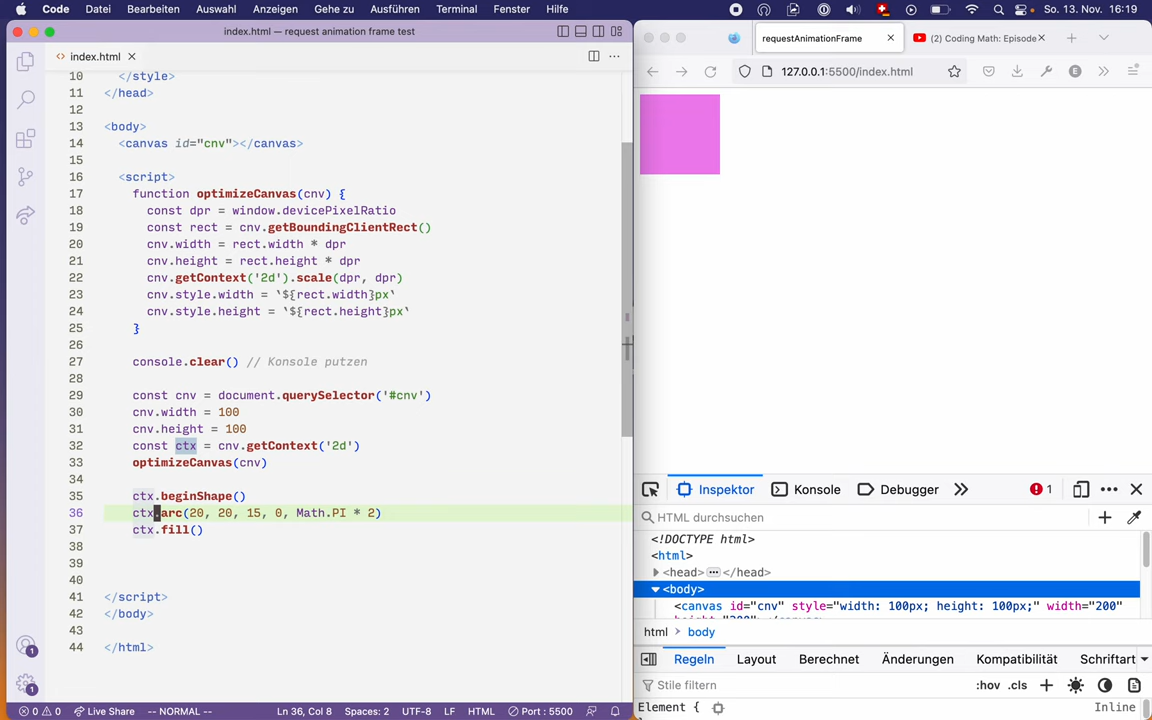 Code Datei Bearbeiten Auswahl Anzeigen Gehe zu Ausführen Terminal Fenster Hilfe So. 13. Nov. 16:19
index.html — request animation frame test
index.html
10 </style>
11 </head>
12
13 <body>
14 <canvas id="cnv"></canvas>
15
16 <script>
17 function optimizeCanvas(cnv) {
18 const dpr = window.devicePixelRatio
19 const rect = cnv.getBoundingClientRect()
20 cnv.width = rect.width * dpr
21 cnv.height = rect.height * dpr
22 cnv.getContext('2d').scale(dpr, dpr)
23 cnv.style.width = `${rect.width}px`
24 cnv.style.height = `${rect.height}px`
25 }
26
27 console.clear() // Konsole putzen
28
29 const cnv = document.querySelector('#cnv')
30 cnv.width = 100
31 cnv.height = 100
32 const ctx = cnv.getContext('2d')
33 optimizeCanvas(cnv)
34
35 ctx.beginShape()
36 ctx.arc(20, 20, 15, 0, Math.PI * 2)
37 ctx.fill()
38
39
40
41 </script>
42 </body>
43
44 </html>
1
1
0 0 Live Share -- NORMAL -- Ln 36, Col 8 Spaces: 2 UTF-8 LF HTML Port : 5500
requestAnimationFrame
(2) Coding Math: Episode
127.0.0.1:5500/index.html
E
Inspektor Konsole Debugger 1
HTML durchsuchen
<!DOCTYPE html>
<html>
<head> ••• </head>
<body>
<canvas id="cnv" style="width: 100px; height: 100px;" width="200"
html body
Regeln Layout Berechnet Änderungen Kompatibilität Schriftart
Stile filtern :hov .cls
Element { Inline